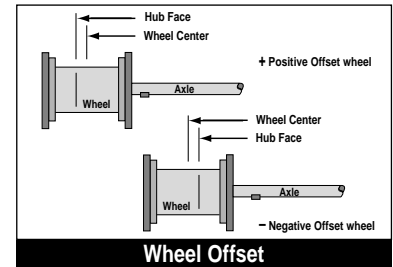 Hub Face
Wheel Center
+ Positive Offset wheel
Axle
Wheel
Wheel Center
Hub Face
Axle
Wheel
− Negative Offset wheel
Wheel Offset